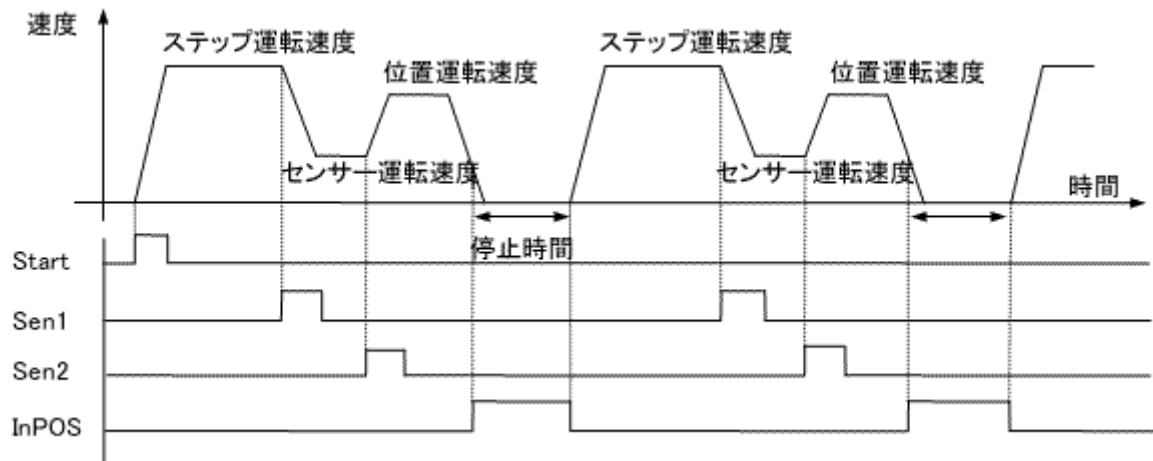 速度
ステップ運転速度
ステップ運転速度
位置運転速度
位置運転速度
センサー運転速度
センサー運転速度
時間
停止時間
Start
Sen1
Sen2
InPOS